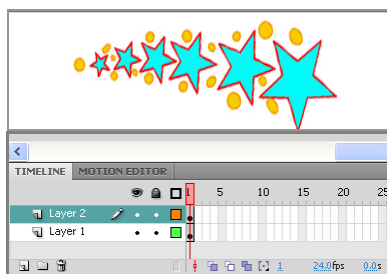 TIMELINE MOTION EDITOR
1 5 10 15 20 25
Layer 2
Layer 1
1 24.0fps 0.0s